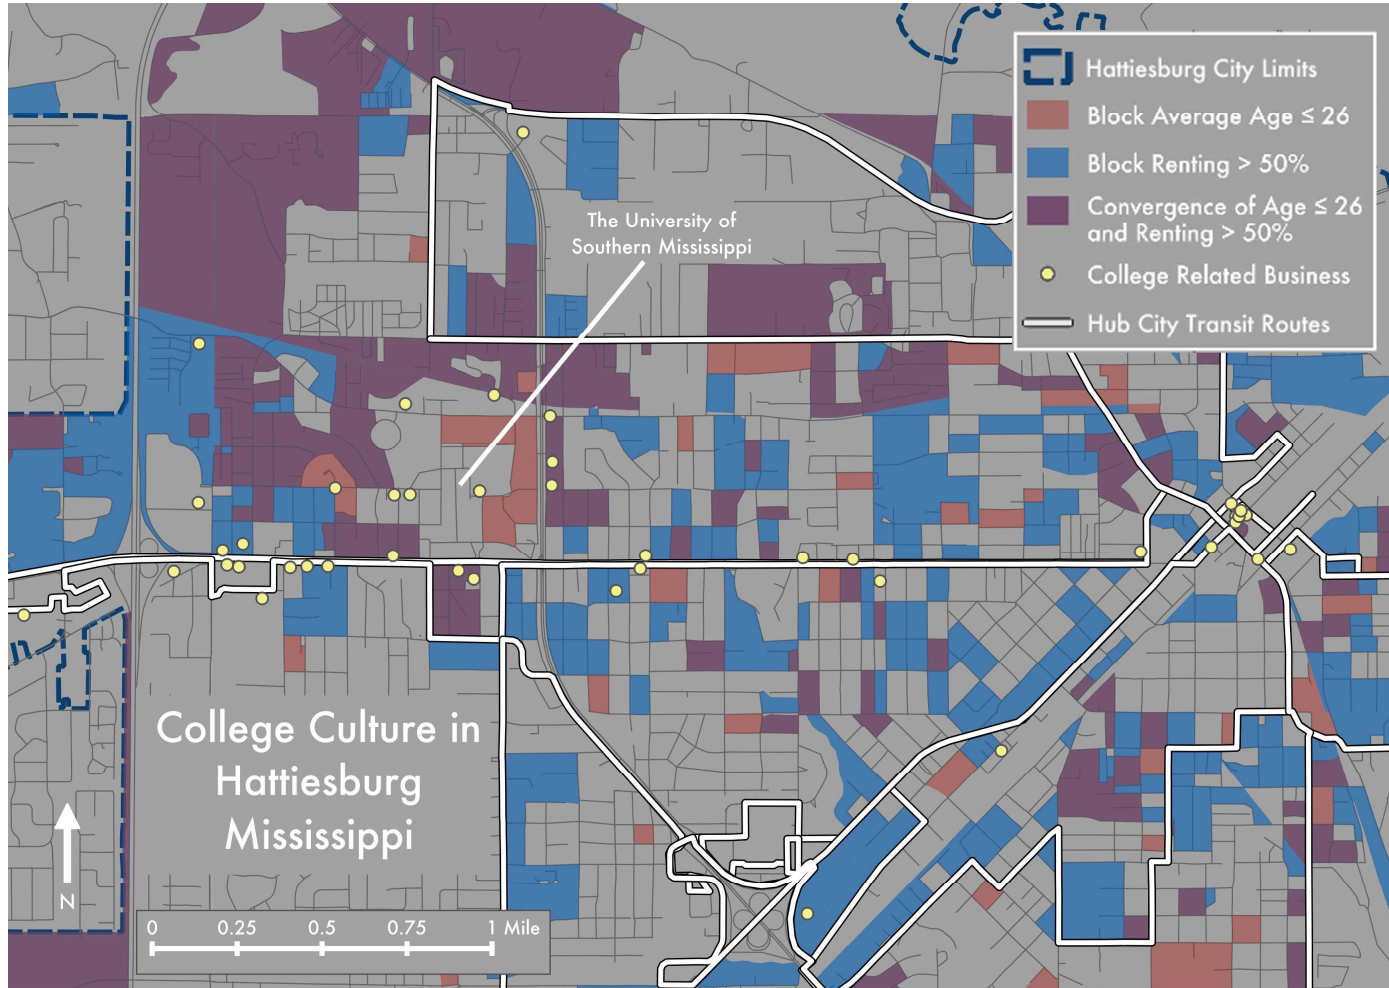 Hattiesburg City Limits
Block Average Age ≤ 26
Block Renting > 50%
Convergence of Age ≤ 26
and Renting > 50%
College Related Business
Hub City Transit Routes
The University of
Southern Mississippi
College Culture in
Hattiesburg
Mississippi
N
0 0.25 0.5 0.75 1 Mile